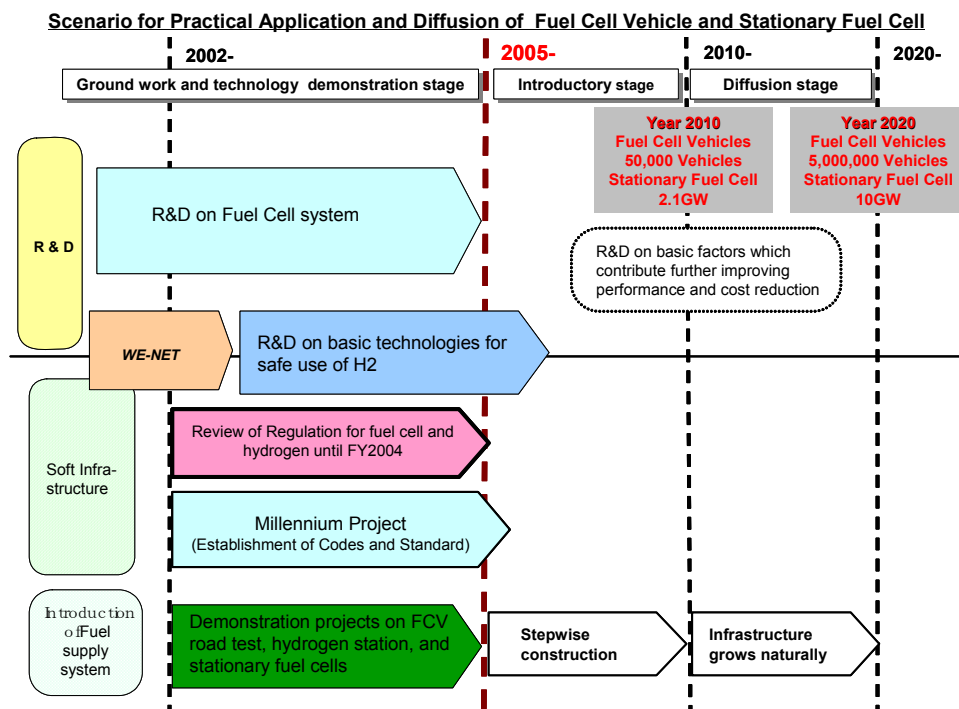 Scenario for Practical Application and Diffusion of Fuel Cell Vehicle and Stationary Fuel Cell
2002-
2005-
2010-
2020-
Ground work and technology demonstration stage
Introductory stage
Diffusion stage
Year 2010
Fuel Cell Vehicles
50,000 Vehicles
Stationary Fuel Cell
2.1GW
Year 2020
Fuel Cell Vehicles
5,000,000 Vehicles
Stationary Fuel Cell
10GW
R & D
R&D on Fuel Cell system
R&D on basic factors which
contribute further improving
performance and cost reduction
WE-NET
R&D on basic technologies for
safe use of H2
Soft Infra-
structure
Review of Regulation for fuel cell and
hydrogen until FY2004
Millennium Project
(Establishment of Codes and Standard)
Introduction
of Fuel
supply
system
Demonstration projects on FCV
road test, hydrogen station, and
stationary fuel cells
Stepwise
construction
Infrastructure
grows naturally